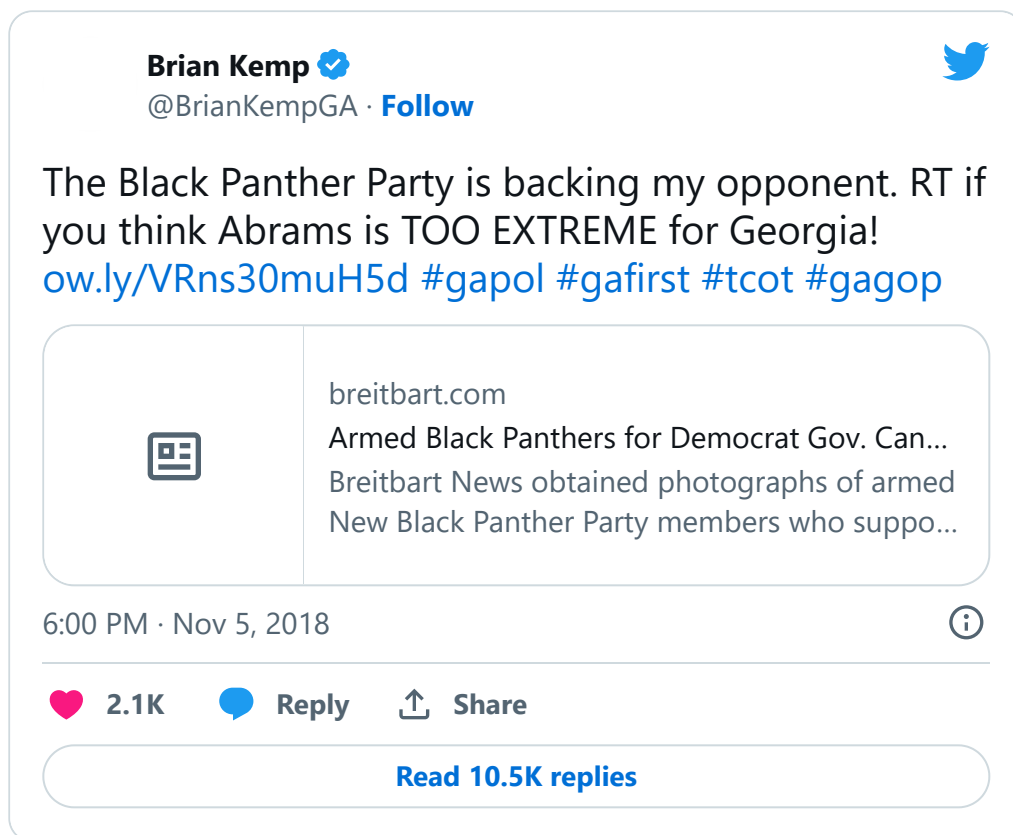 Brian Kemp
@BrianKempGA · Follow
The Black Panther Party is backing my opponent. RT if
you think Abrams is TOO EXTREME for Georgia!
ow.ly/VRns30muH5d #gapol #gafirst #tcot #gagop
breitbart.com
Armed Black Panthers for Democrat Gov. Can...
Breitbart News obtained photographs of armed
New Black Panther Party members who suppo...
6:00 PM · Nov 5, 2018
2.1K Reply Share
Read 10.5K replies